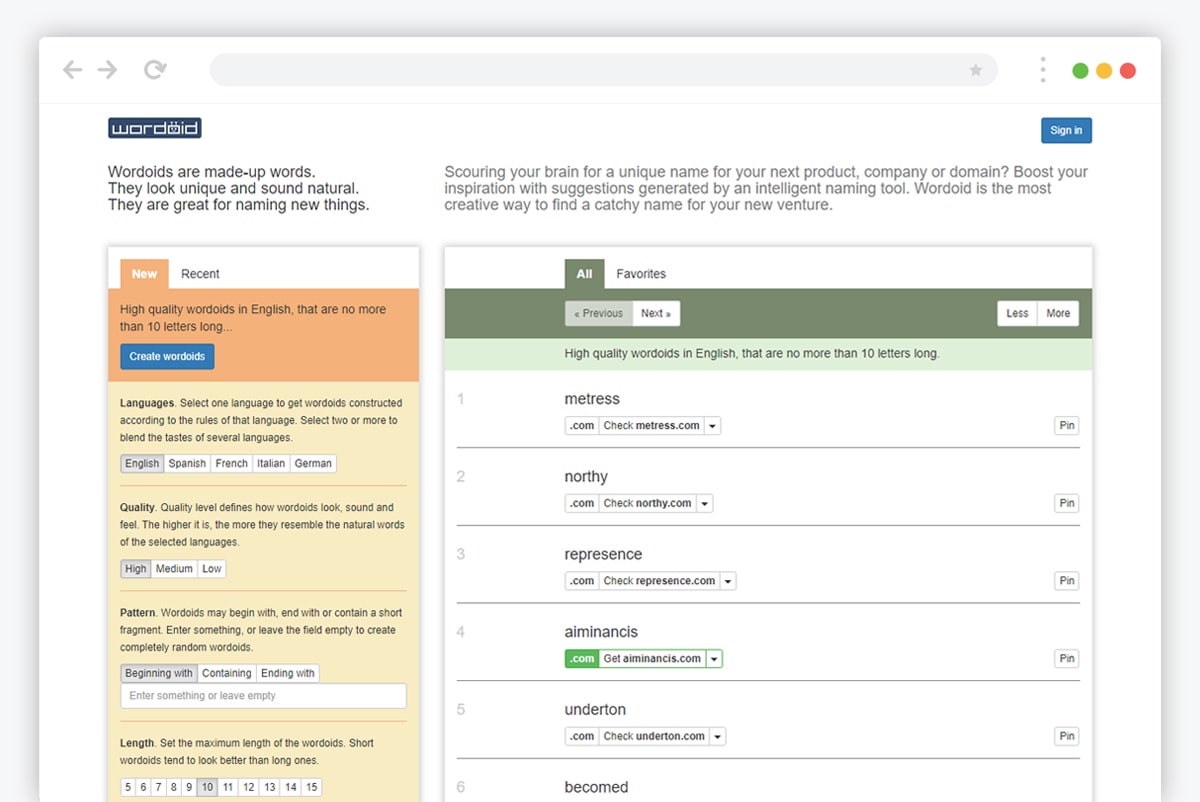 wordoid
Sign in
Wordoids are made-up words.
They look unique and sound natural.
They are great for naming new things.
Scouring your brain for a unique name for your next product, company or domain? Boost your
inspiration with suggestions generated by an intelligent naming tool. Wordoid is the most
creative way to find a catchy name for your new venture.
New Recent
High quality wordoids in English, that are no more
than 10 letters long...
Create wordoids
Languages. Select one language to get wordoids constructed
according to the rules of that language. Select two or more to
blend the tastes of several languages.
English Spanish French Italian German
Quality. Quality level defines how wordoids look, sound and
feel. The higher it is, the more they resemble the natural words
of the selected languages.
High Medium Low
Pattern. Wordoids may begin with, end with or contain a short
fragment. Enter something, or leave the field empty to create
completely random wordoids.
Beginning with Containing Ending with
Enter something or leave empty
Length. Set the maximum length of the wordoids. Short
wordoids tend to look better than long ones.
5 6 7 8 9 10 11 12 13 14 15
All Favorites
« Previous Next » Less More
High quality wordoids in English, that are no more than 10 letters long.
1 metress
.com Check metress.com Pin
2 northy
.com Check northy.com Pin
3 represence
.com Check represence.com Pin
4 aiminancis
.com Get aiminancis.com Pin
5 underton
.com Check underton.com Pin
6 becomed